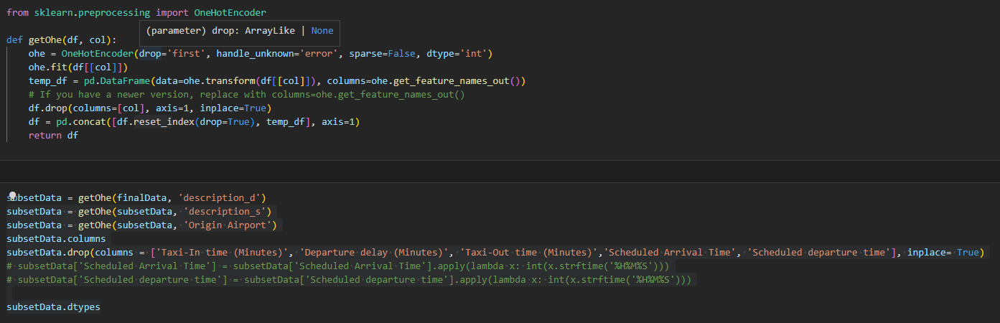 from sklearn.preprocessing import OneHotEncoder
(parameter) drop: ArrayLike | None
def getOhe(df, col):
    ohe = OneHotEncoder(drop='first', handle_unknown='error', sparse=False, dtype='int')
    ohe.fit(df[[col]])
    temp_df = pd.DataFrame(data=ohe.transform(df[[col]]), columns=ohe.get_feature_names_out())
    # If you have a newer version, replace with columns=ohe.get_feature_names_out()
    df.drop(columns=[col], axis=1, inplace=True)
    df = pd.concat([df.reset_index(drop=True), temp_df], axis=1)
    return df
subsetData = getOhe(finalData, 'description_d')
subsetData = getOhe(subsetData, 'description_s')
subsetData = getOhe(subsetData, 'Origin Airport')
subsetData.columns
subsetData.drop(columns = ['Taxi-In time (Minutes)', 'Departure delay (Minutes)', 'Taxi-Out time (Minutes)','Scheduled Arrival Time', 'Scheduled departure time'], inplace= True)
# subsetData['Scheduled Arrival Time'] = subsetData['Scheduled Arrival Time'].apply(lambda x: int(x.strftime('%H%M%S')))
# subsetData['Scheduled departure time'] = subsetData['Scheduled departure time'].apply(lambda x: int(x.strftime('%H%M%S')))
subsetData.dtypes